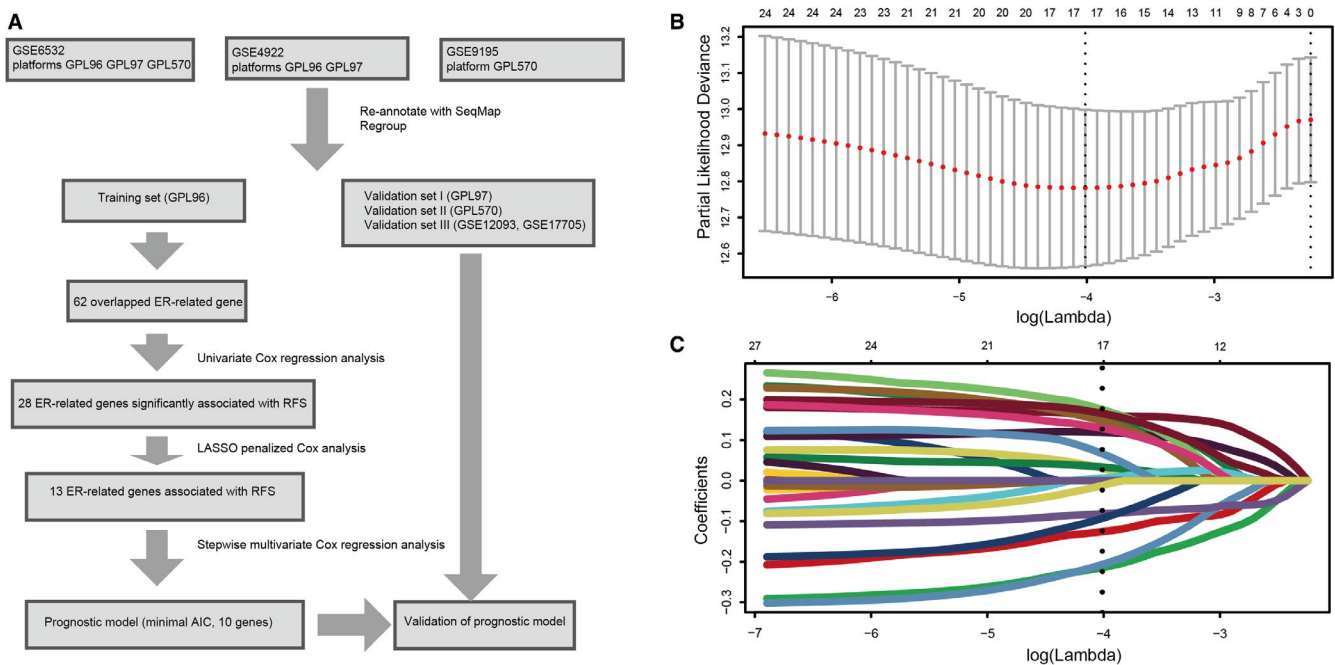 A
GSE6532
platforms GPL96 GPL97 GPL570
GSE4922
platforms GPL96 GPL97
GSE9195
platform GPL570
Re-annotate with SeqMap
Regroup
Training set (GPL96)
Validation set I (GPL97)
Validation set II (GPL570)
Validation set III (GSE12093, GSE17705)
62 overlapped ER-related gene
Univariate Cox regression analysis
28 ER-related genes significantly associated with RFS
LASSO penalized Cox analysis
13 ER-related genes associated with RFS
Stepwise multivariate Cox regression analysis
Prognostic model (minimal AIC, 10 genes)
Validation of prognostic model
B
24 24 24 24 23 23 21 21 21 20 20 20 17 17 17 16 15 14 13 11 9 8 7 6 4 3 0
Partial Likelihood Deviance
13.2
13.1
13.0
12.9
12.8
12.7
12.6
−6 −5 −4 −3
log(Lambda)
C
27 24 21 17 12
Coefficients
0.2
0.1
0.0
−0.1
−0.2
−0.3
−7 −6 −5 −4 −3
log(Lambda)